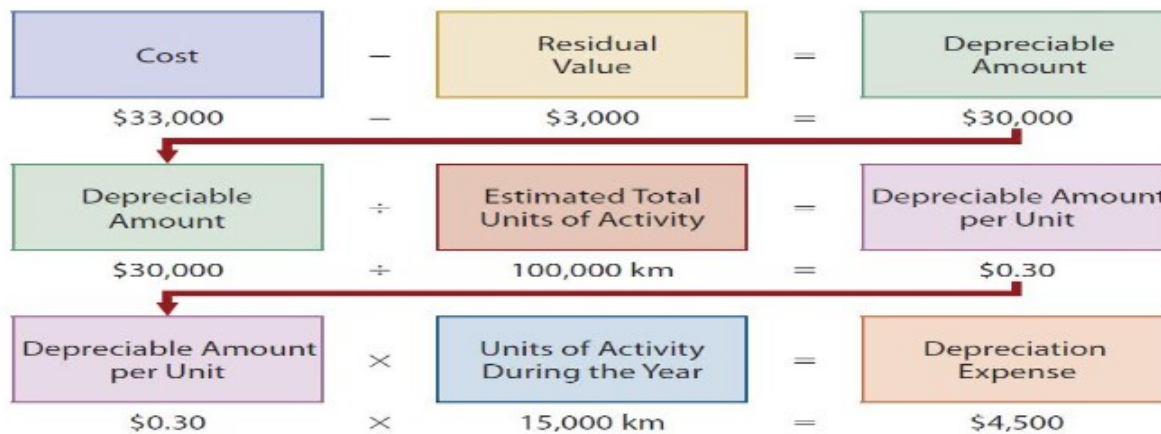 Cost
−
Residual
Value
=
Depreciable
Amount
$33,000 − $3,000 = $30,000
Depreciable
Amount
÷
Estimated Total
Units of Activity
=
Depreciable Amount
per Unit
$30,000 ÷ 100,000 km = $0.30
Depreciable Amount
per Unit
×
Units of Activity
During the Year
=
Depreciation
Expense
$0.30 × 15,000 km = $4,500